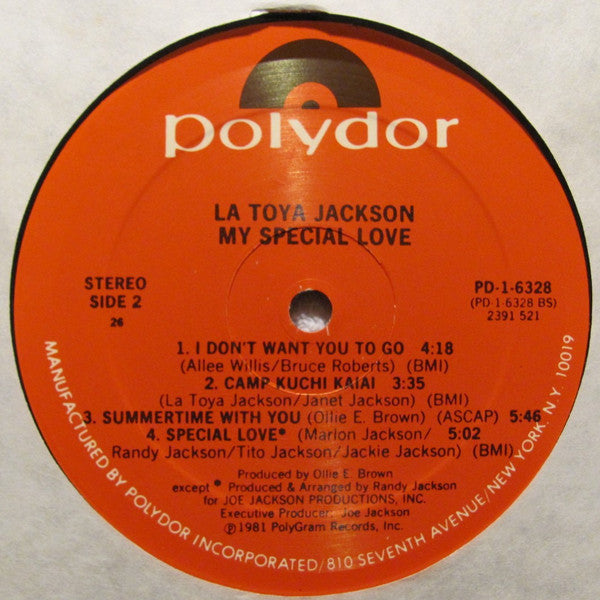 polydor
LA TOYA JACKSON
MY SPECIAL LOVE
STEREO
SIDE 2
26
PD-1-6328
(PD-1-6328 BS)
2391 521
1. I DON'T WANT YOU TO GO 4:18
(Allee Willis/Bruce Roberts) (BMI)
2. CAMP KUCHI KAIAI 3:35
(La Toya Jackson/Janet Jackson) (BMI)
3. SUMMERTIME WITH YOU (Ollie E. Brown) (ASCAP) 5:46
4. SPECIAL LOVE* (Marlon Jackson/ 5:02
Randy Jackson/Tito Jackson/Jackie Jackson) (BMI)
Produced by Ollie E. Brown
except * Produced & Arranged by Randy Jackson
for JOE JACKSON PRODUCTIONS, INC.
Executive Producer: Joe Jackson
℗1981 PolyGram Records, Inc.
MANUFACTURED BY POLYDOR INCORPORATED/810 SEVENTH AVENUE/NEW YORK. N.Y. 10019